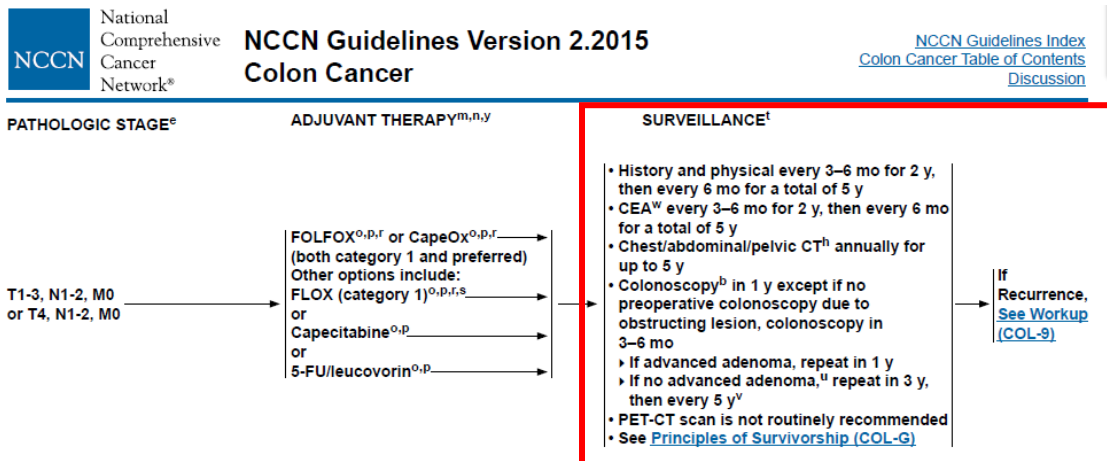 National
Comprehensive
NCCN Cancer
Network®
NCCN Guidelines Version 2.2015
Colon Cancer
NCCN Guidelines Index
Colon Cancer Table of Contents
Discussion
PATHOLOGIC STAGEᵉ
ADJUVANT THERAPYᵐ,ⁿ,ʸ
SURVEILLANCEᵗ
T1-3, N1-2, M0
or T4, N1-2, M0
FOLFOXᵒ,ᵖ,ʳ or CapeOxᵒ,ᵖ,ʳ
(both category 1 and preferred)
Other options include:
FLOX (category 1)ᵒ,ᵖ,ʳ,ˢ
or
Capecitabineᵒ,ᵖ
or
5-FU/leucovorinᵒ,ᵖ
• History and physical every 3–6 mo for 2 y,
then every 6 mo for a total of 5 y
• CEAʷ every 3–6 mo for 2 y, then every 6 mo
for a total of 5 y
• Chest/abdominal/pelvic CTʰ annually for
up to 5 y
• Colonoscopyᵇ in 1 y except if no
preoperative colonoscopy due to
obstructing lesion, colonoscopy in
3–6 mo
▸ If advanced adenoma, repeat in 1 y
▸ If no advanced adenoma,ᵘ repeat in 3 y,
then every 5 yᵛ
• PET-CT scan is not routinely recommended
• See Principles of Survivorship (COL-G)
If
Recurrence,
See Workup
(COL-9)